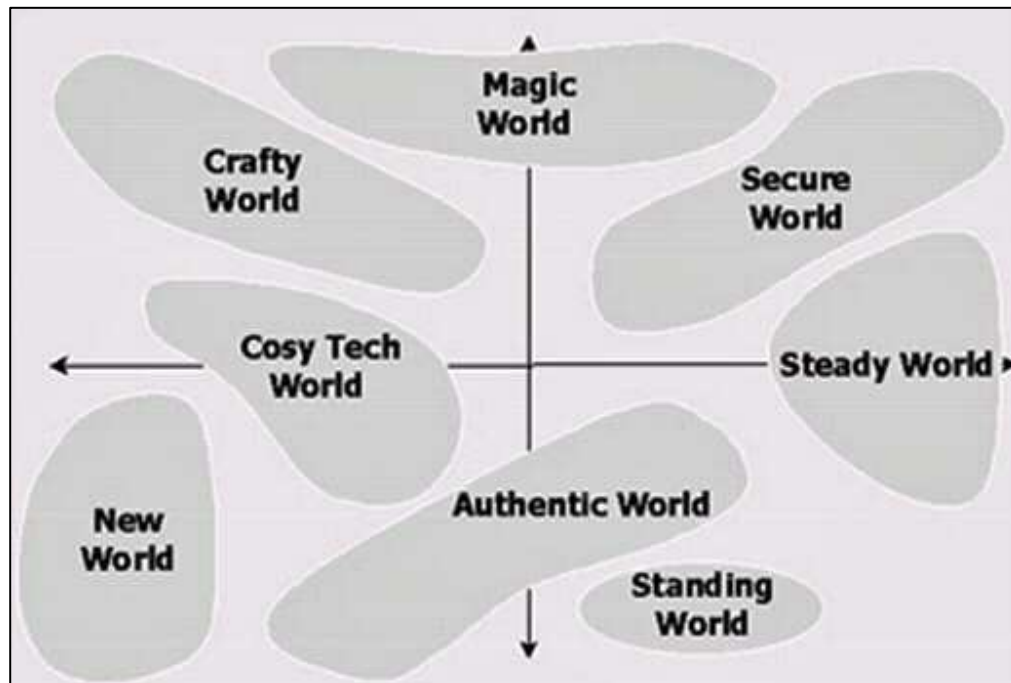 Magic
World
Crafty
World
Secure
World
Cosy Tech
World
Steady World
New
World
Authentic World
Standing
World